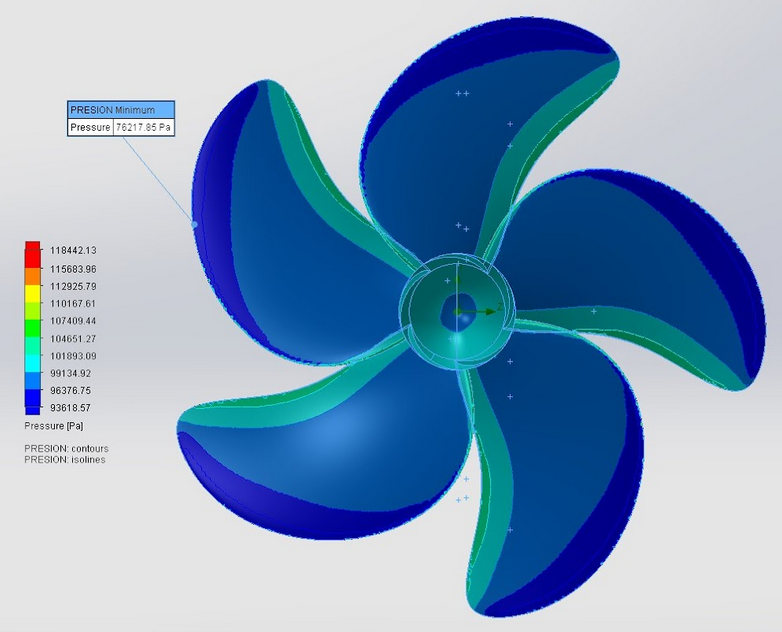 PRESION Minimum
Pressure 76217.85 Pa
118442.13
115683.96
112925.79
110167.61
107409.44
104651.27
101893.09
99134.92
96376.75
93618.57
Pressure [Pa]
PRESION: contours
PRESION: isolines
Z